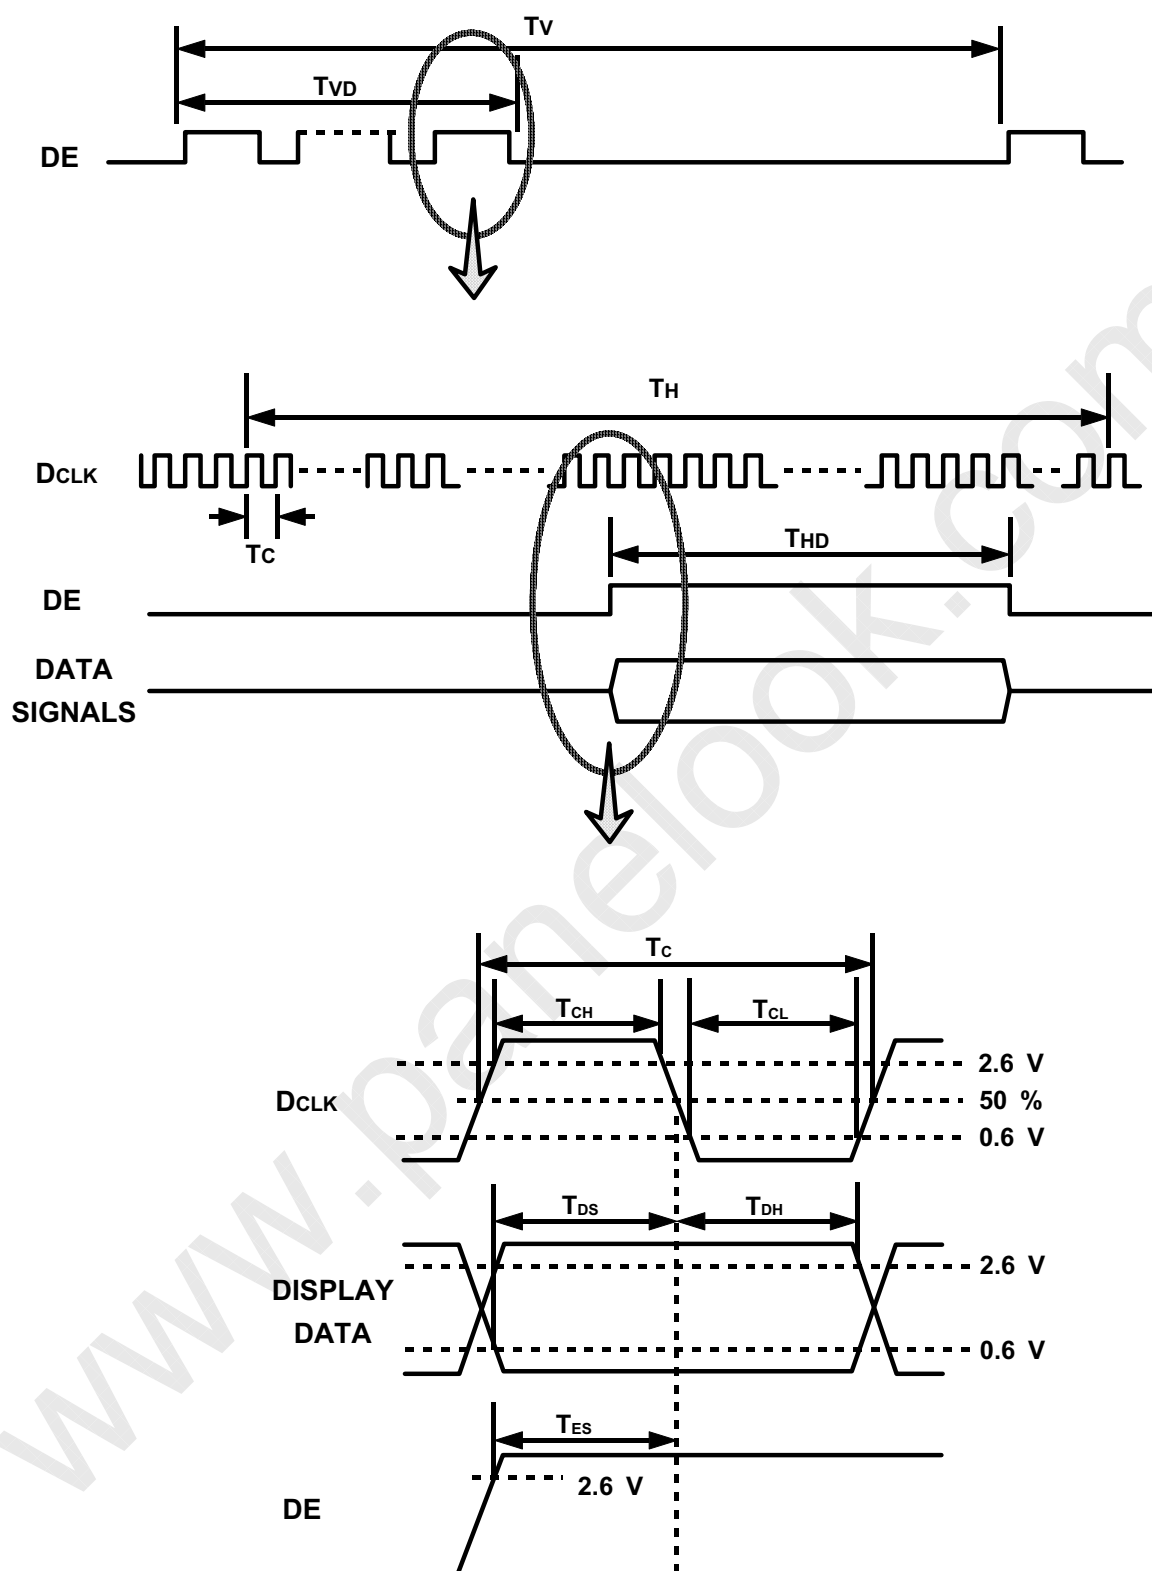 TV
TVD
DE
TH
DCLK
TC
THD
DE
DATA
SIGNALS
TC
TCH
TCL
2.6 V
DCLK
50 %
0.6 V
TDS
TDH
2.6 V
DISPLAY
DATA
0.6 V
TES
2.6 V
DE
www.panelook.com